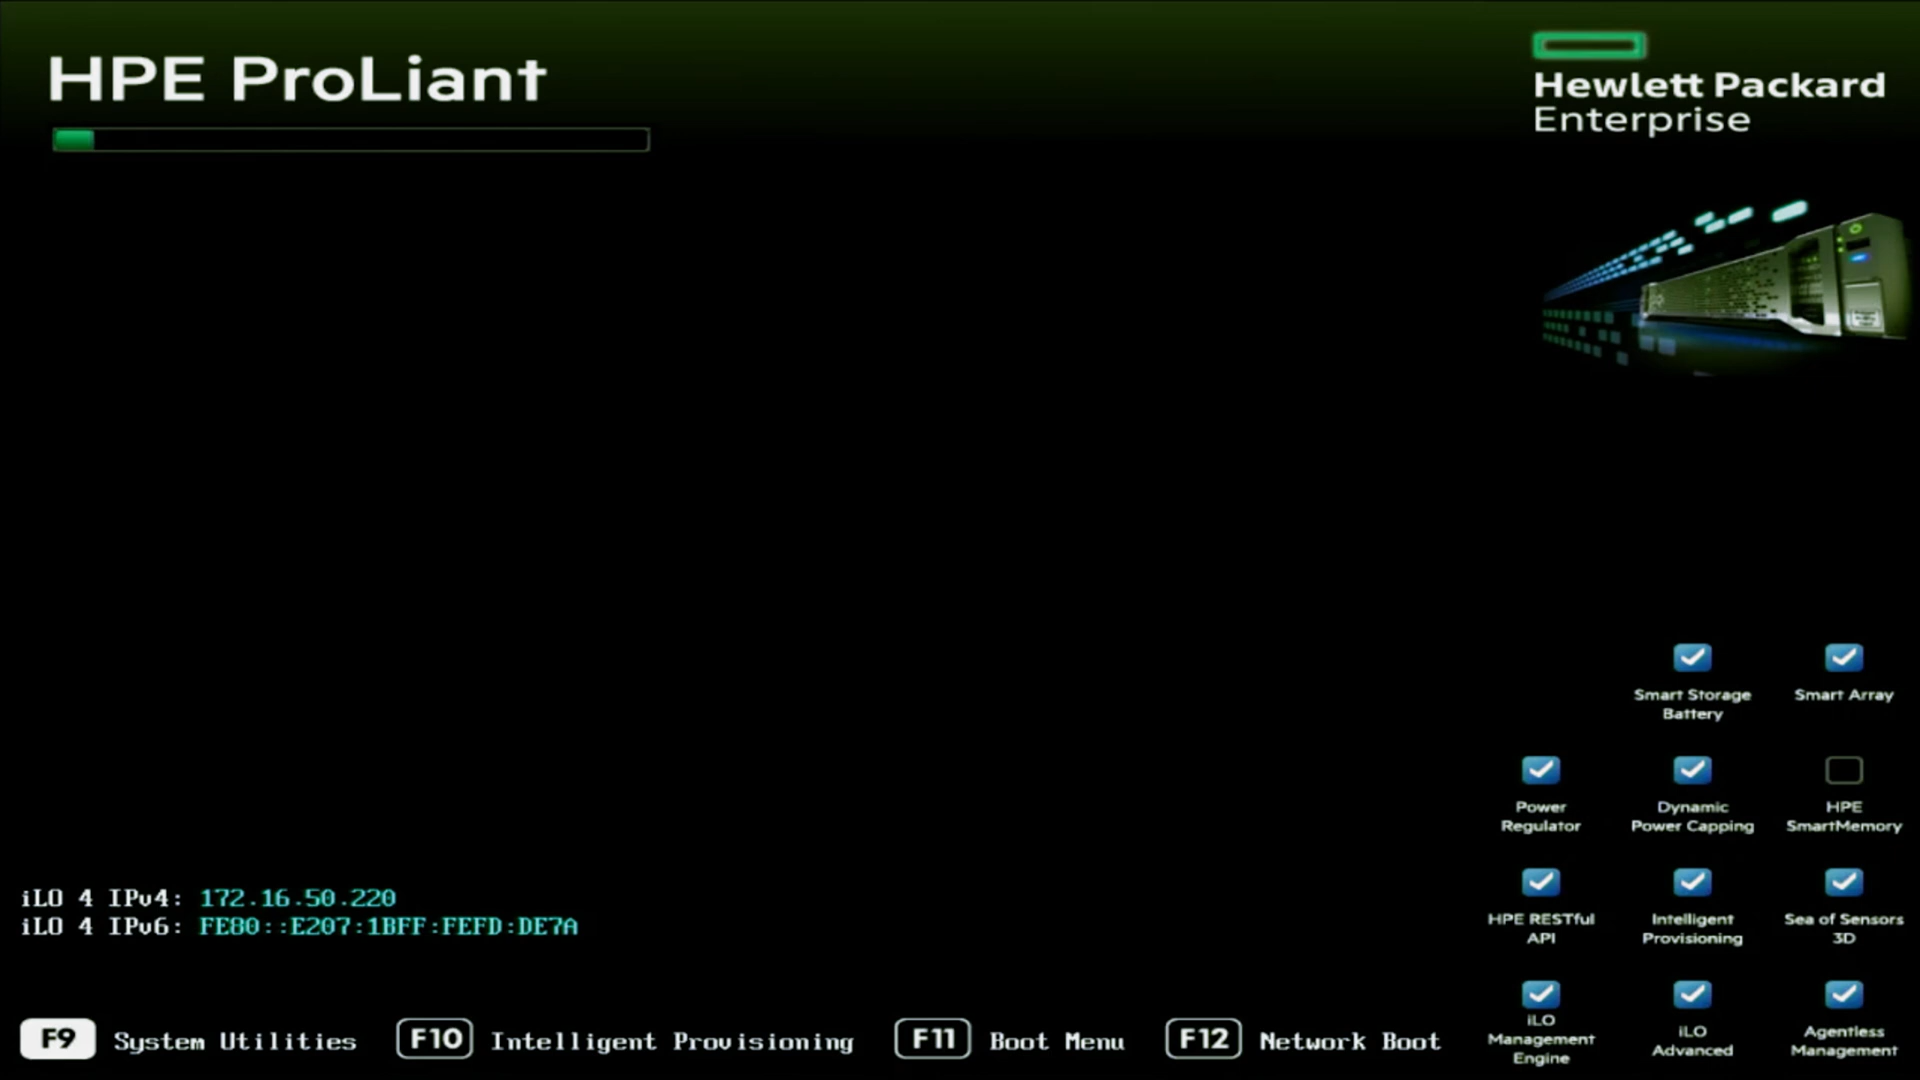 HPE ProLiant
Hewlett Packard
Enterprise
Smart Storage
Battery
Smart Array
Power
Regulator
Dynamic
Power Capping
HPE
SmartMemory
iLO 4 IPv4: 172.16.50.220
iLO 4 IPv6: FE80::E207:1BFF:FEFD:DE7A
HPE RESTful
API
Intelligent
Provisioning
Sea of Sensors
3D
iLO
Management
Engine
iLO
Advanced
Agentless
Management
F9 System Utilities F10 Intelligent Provisioning F11 Boot Menu F12 Network Boot